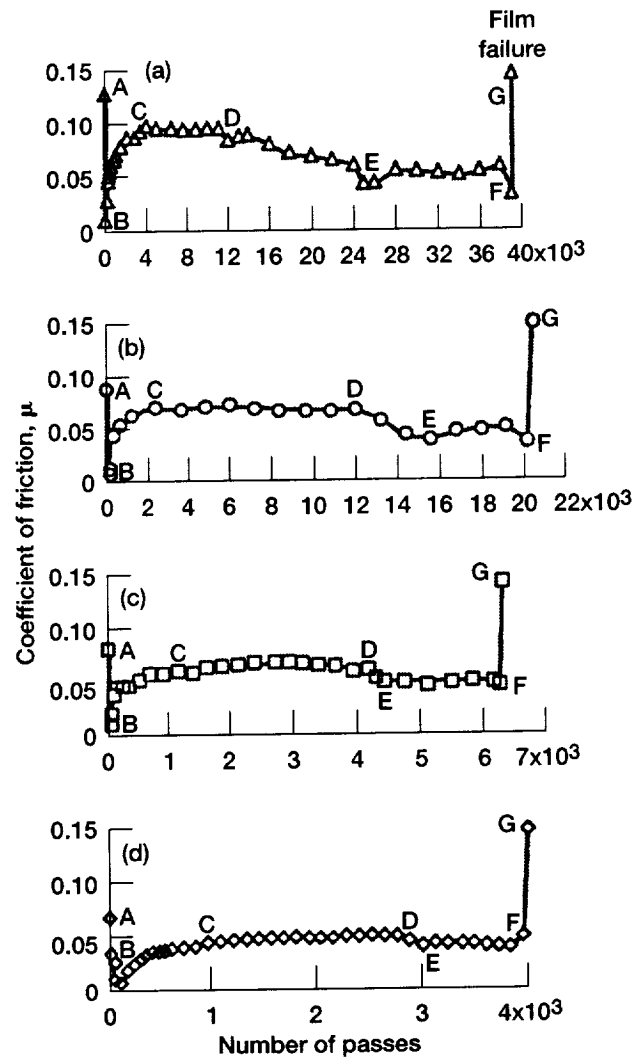 Film
failure
0.15 (a) A G
0.10 C D
0.05 E
0 B F
0 4 8 12 16 20 24 28 32 36 40x10³
0.15 (b) G
0.10 A C D
0.05 E
0 B F
0 2 4 6 8 10 12 14 16 18 20 22x10³
Coefficient of friction, μ
0.15 (c) G
0.10 A C D
0.05 E F
0 B
0 1 2 3 4 5 6 7x10³
0.15 (d) G
0.10 A
0.05 B C D E F
0
0 1 2 3 4x10³
Number of passes